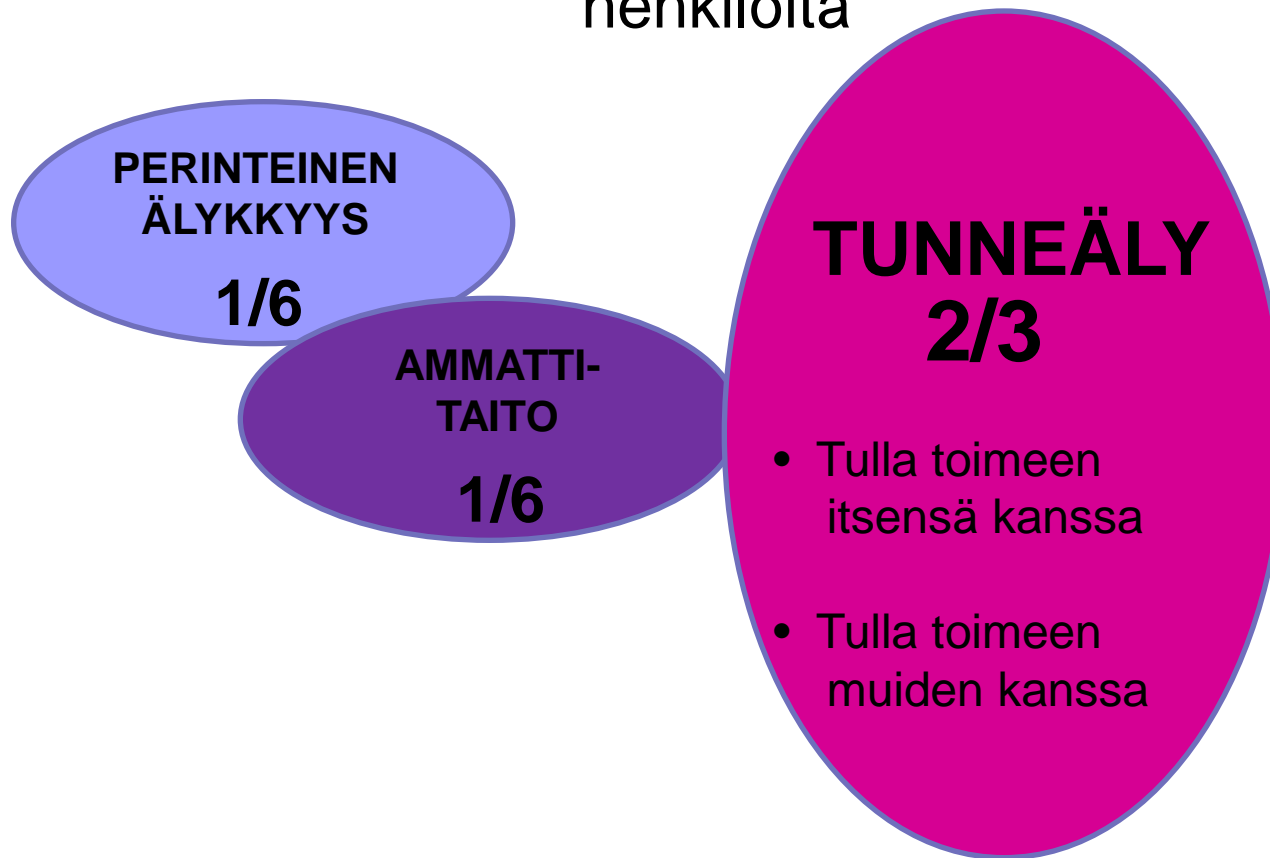 henkilöitä
PERINTEINEN
ÄLYKKYYS
1/6
AMMATTI-
TAITO
1/6
TUNNEÄLY
2/3
• Tulla toimeen
itsensä kanssa
• Tulla toimeen
muiden kanssa